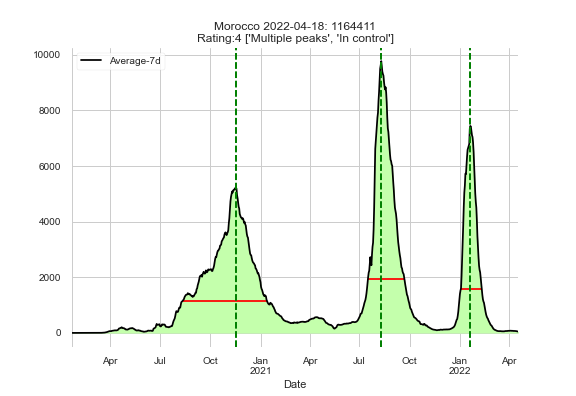 Morocco 2022-04-18: 1164411
Rating:4 ['Multiple peaks', 'In control']
Average-7d
10000
8000
6000
4000
2000
0
Apr Jul Oct Jan Apr Jul Oct Jan Apr
2021 2022
Date